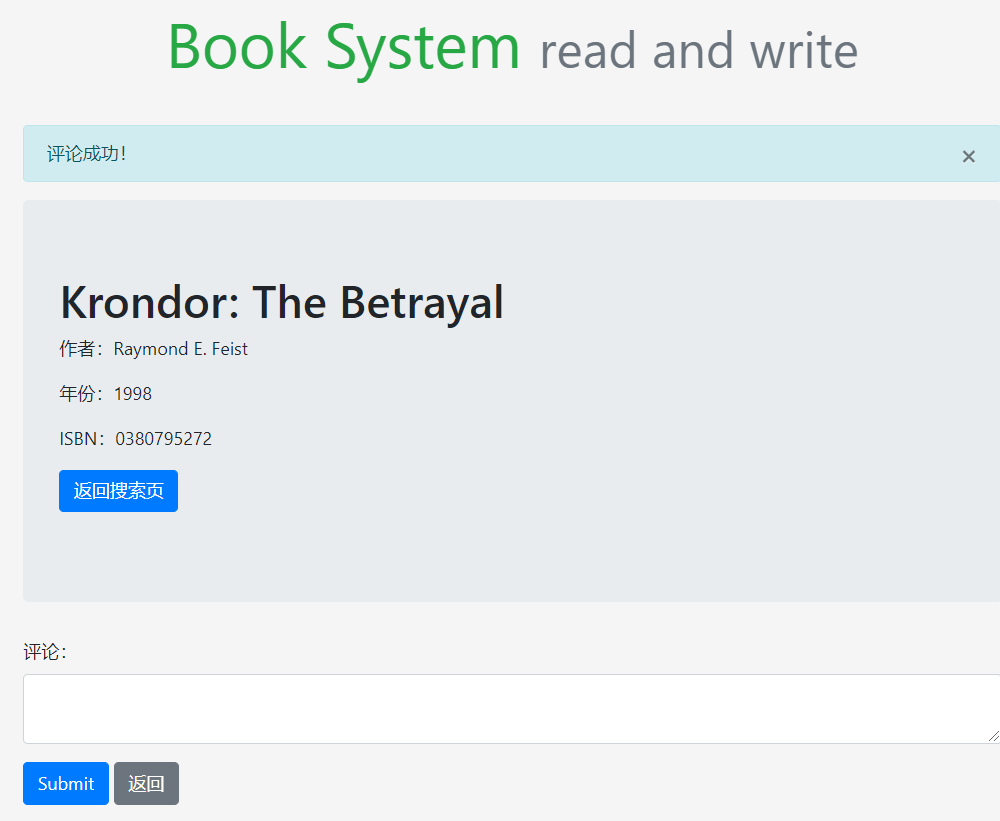 Book System read and write
评论成功！
×
Krondor: The Betrayal
作者：Raymond E. Feist
年份：1998
ISBN：0380795272
返回搜索页
评论：
Submit 返回